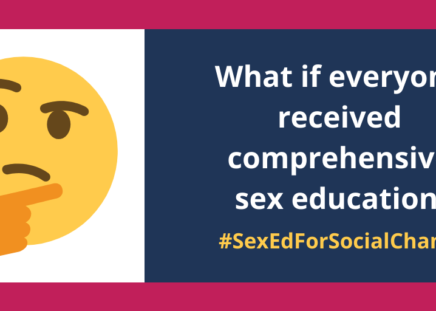 What if everyon
received
comprehensiv
sex education
#SexEdForSocialChan